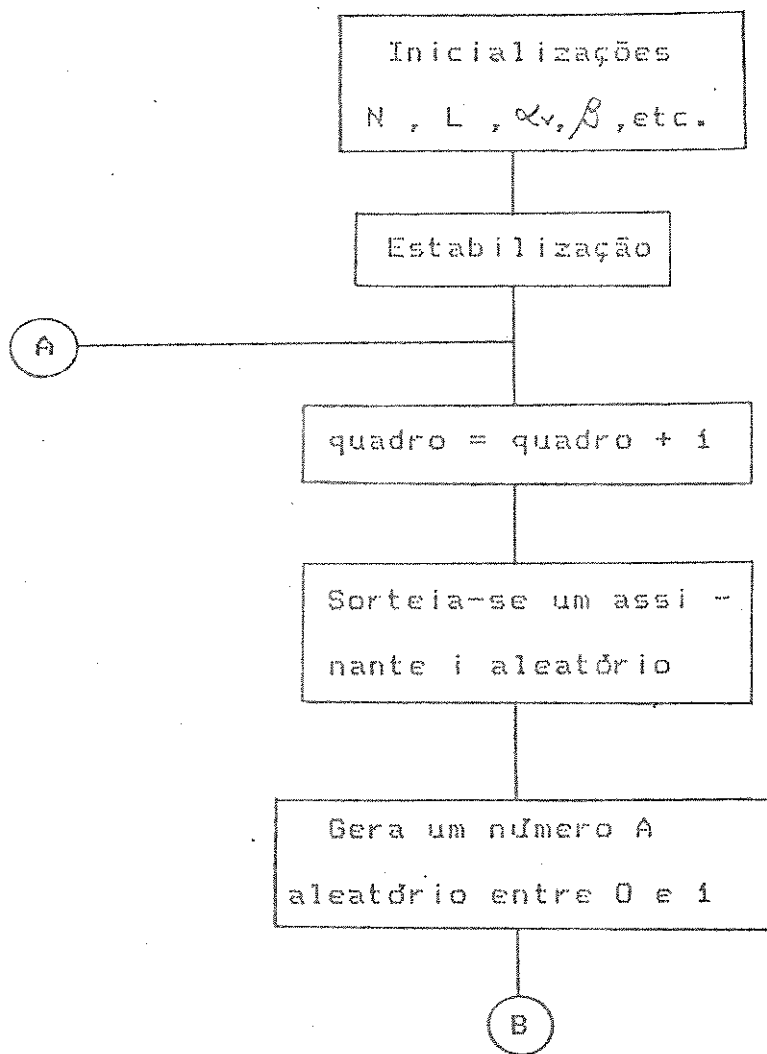 Inicializações
N , L , αv, β ,etc.
Estabilização
A
quadro = quadro + 1
Sorteia-se um assi -
nante i aleatório
Gera um número A
aleatório entre 0 e 1
B